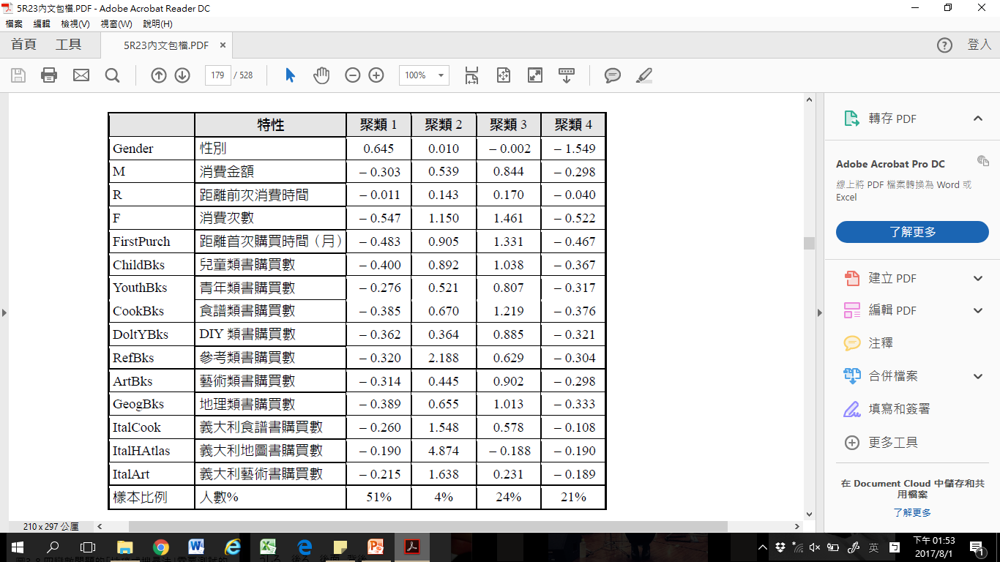 5R23內文包檔.PDF - Adobe Acrobat Reader DC
檔案 編輯 檢視(V) 視窗(W) 說明(H)
首頁 工具 5R23內文包檔.PDF × 登入
179 / 528 100%
特性 聚類 1 聚類 2 聚類 3 聚類 4
Gender 性別 0.645 0.010 – 0.002 – 1.549
M 消費金額 – 0.303 0.539 0.844 – 0.298
R 距離前次消費時間 – 0.011 0.143 0.170 – 0.040
F 消費次數 – 0.547 1.150 1.461 – 0.522
FirstPurch 距離首次購買時間（月） – 0.483 0.905 1.331 – 0.467
ChildBks 兒童類書購買數 – 0.400 0.892 1.038 – 0.367
YouthBks 青年類書購買數 – 0.276 0.521 0.807 – 0.317
CookBks 食譜類書購買數 – 0.385 0.670 1.219 – 0.376
DoltYBks DIY 類書購買數 – 0.362 0.364 0.885 – 0.321
RefBks 參考類書購買數 – 0.320 2.188 0.629 – 0.304
ArtBks 藝術類書購買數 – 0.314 0.445 0.902 – 0.298
GeogBks 地理類書購買數 – 0.389 0.655 1.013 – 0.333
ItalCook 義大利食譜書購買數 – 0.260 1.548 0.578 – 0.108
ItalHAtlas 義大利地圖書購買數 – 0.190 4.874 – 0.188 – 0.190
ItalArt 義大利藝術書購買數 – 0.215 1.638 0.231 – 0.189
樣本比例 人數% 51% 4% 24% 21%
210 x 297 公厘
轉存 PDF
Adobe Acrobat Pro DC
線上將 PDF 檔案轉換為 Word 或
Excel
了解更多
建立 PDF
編輯 PDF
注釋
合併檔案
填寫和簽署
更多工具
在 Document Cloud 中儲存和共
用檔案
了解更多
英
下午 01:53
2017/8/1
1